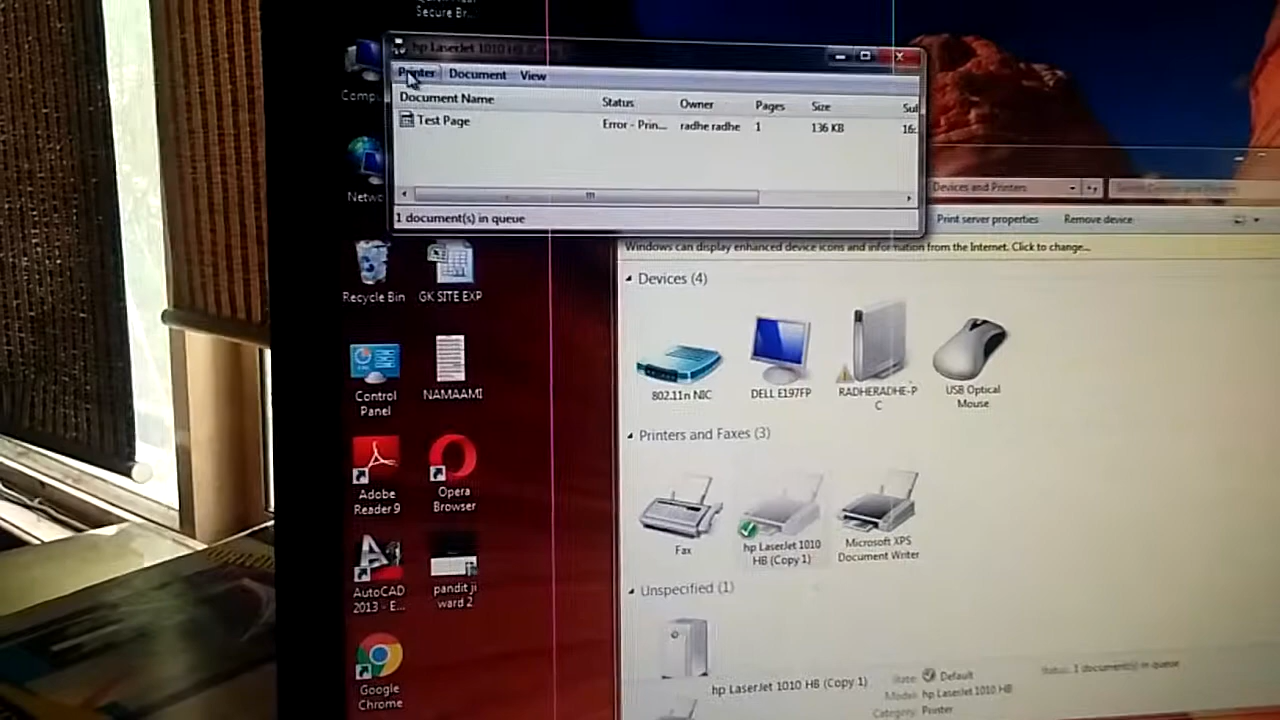 Secure Br...
hp LaserJet 1010 HB (Copy 1)
Printer Document View
Document Name Status Owner Pages Size
Test Page Error - Prin... radhe radhe 1 136 KB 16:
1 document(s) in queue
Comp...
Netwo
Recycle Bin
GK SITE EXP
Control
Panel
NAMAAMI
Adobe
Reader 9
Opera
Browser
AutoCAD
2013 - E...
pandit ji
ward 2
Google
Chrome
Devices and Printers
Print server properties Remove device
Windows can display enhanced device icons and information from the Internet. Click to change...
Devices (4)
802.11n NIC
DELL E197FP
RADHERADHE-P
C
USB Optical
Mouse
Printers and Faxes (3)
Fax
hp LaserJet 1010
HB (Copy 1)
Microsoft XPS
Document Writer
Unspecified (1)
hp LaserJet 1010 HB (Copy 1)
State: Default
Model: hp LaserJet 1010 HB
Category: Printer
Status: 1 document(s) in queue